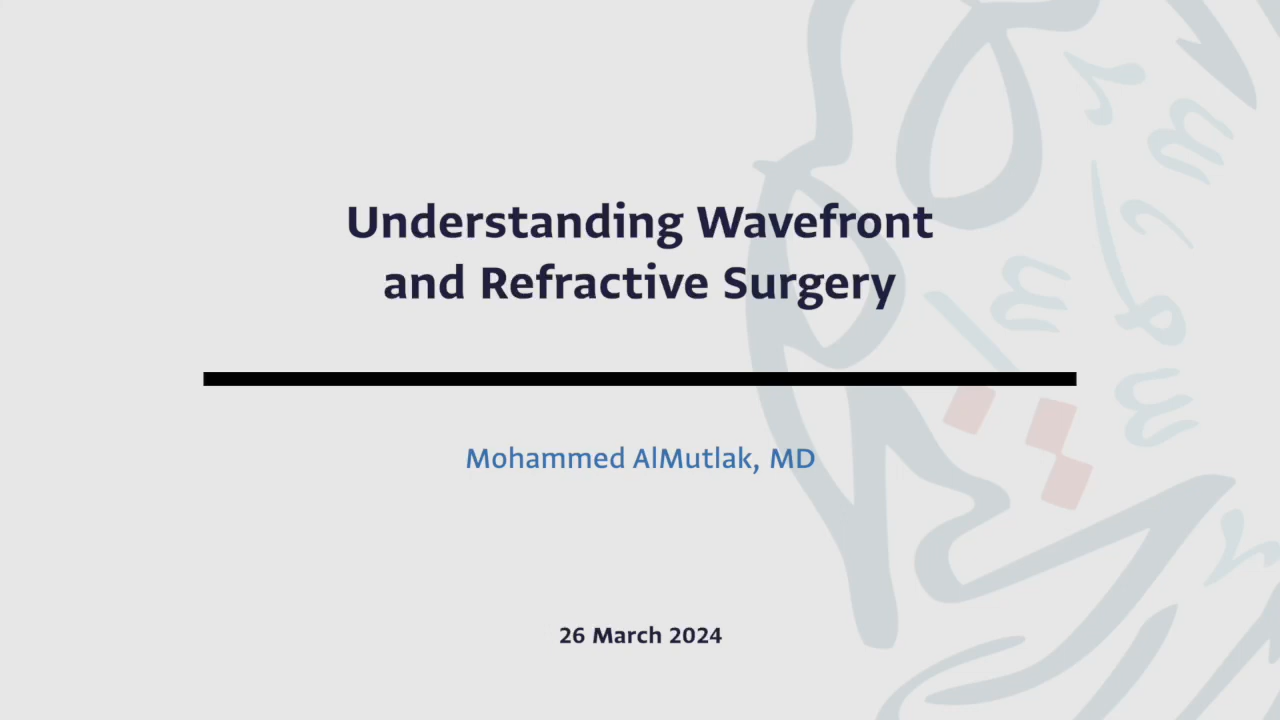 Understanding Wavefront
and Refractive Surgery
Mohammed AlMutlak, MD
26 March 2024